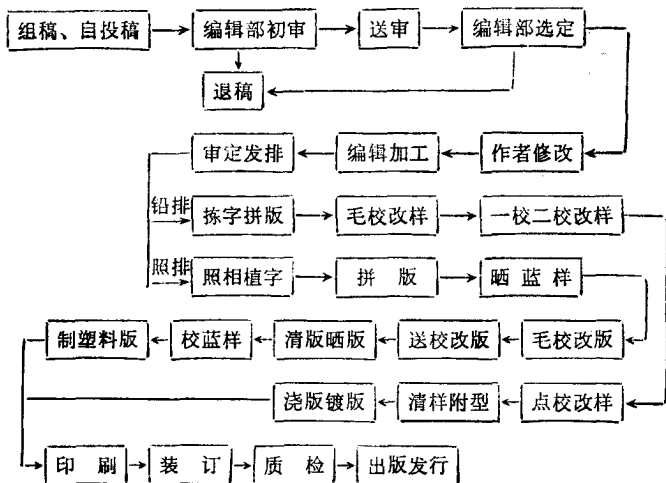 组稿、自投稿 编辑部初审 送审 编辑部选定
退稿
审定发排 编辑加工 作者修改
铅排 拣字拼版 毛校改样 一校二校改样
照排 照相植字 拼版 晒蓝样
制塑料版 校蓝样 清版晒版 送校改版 毛校改版
浇版镀版 清样附型 点校改样
印刷 装订 质检 出版发行